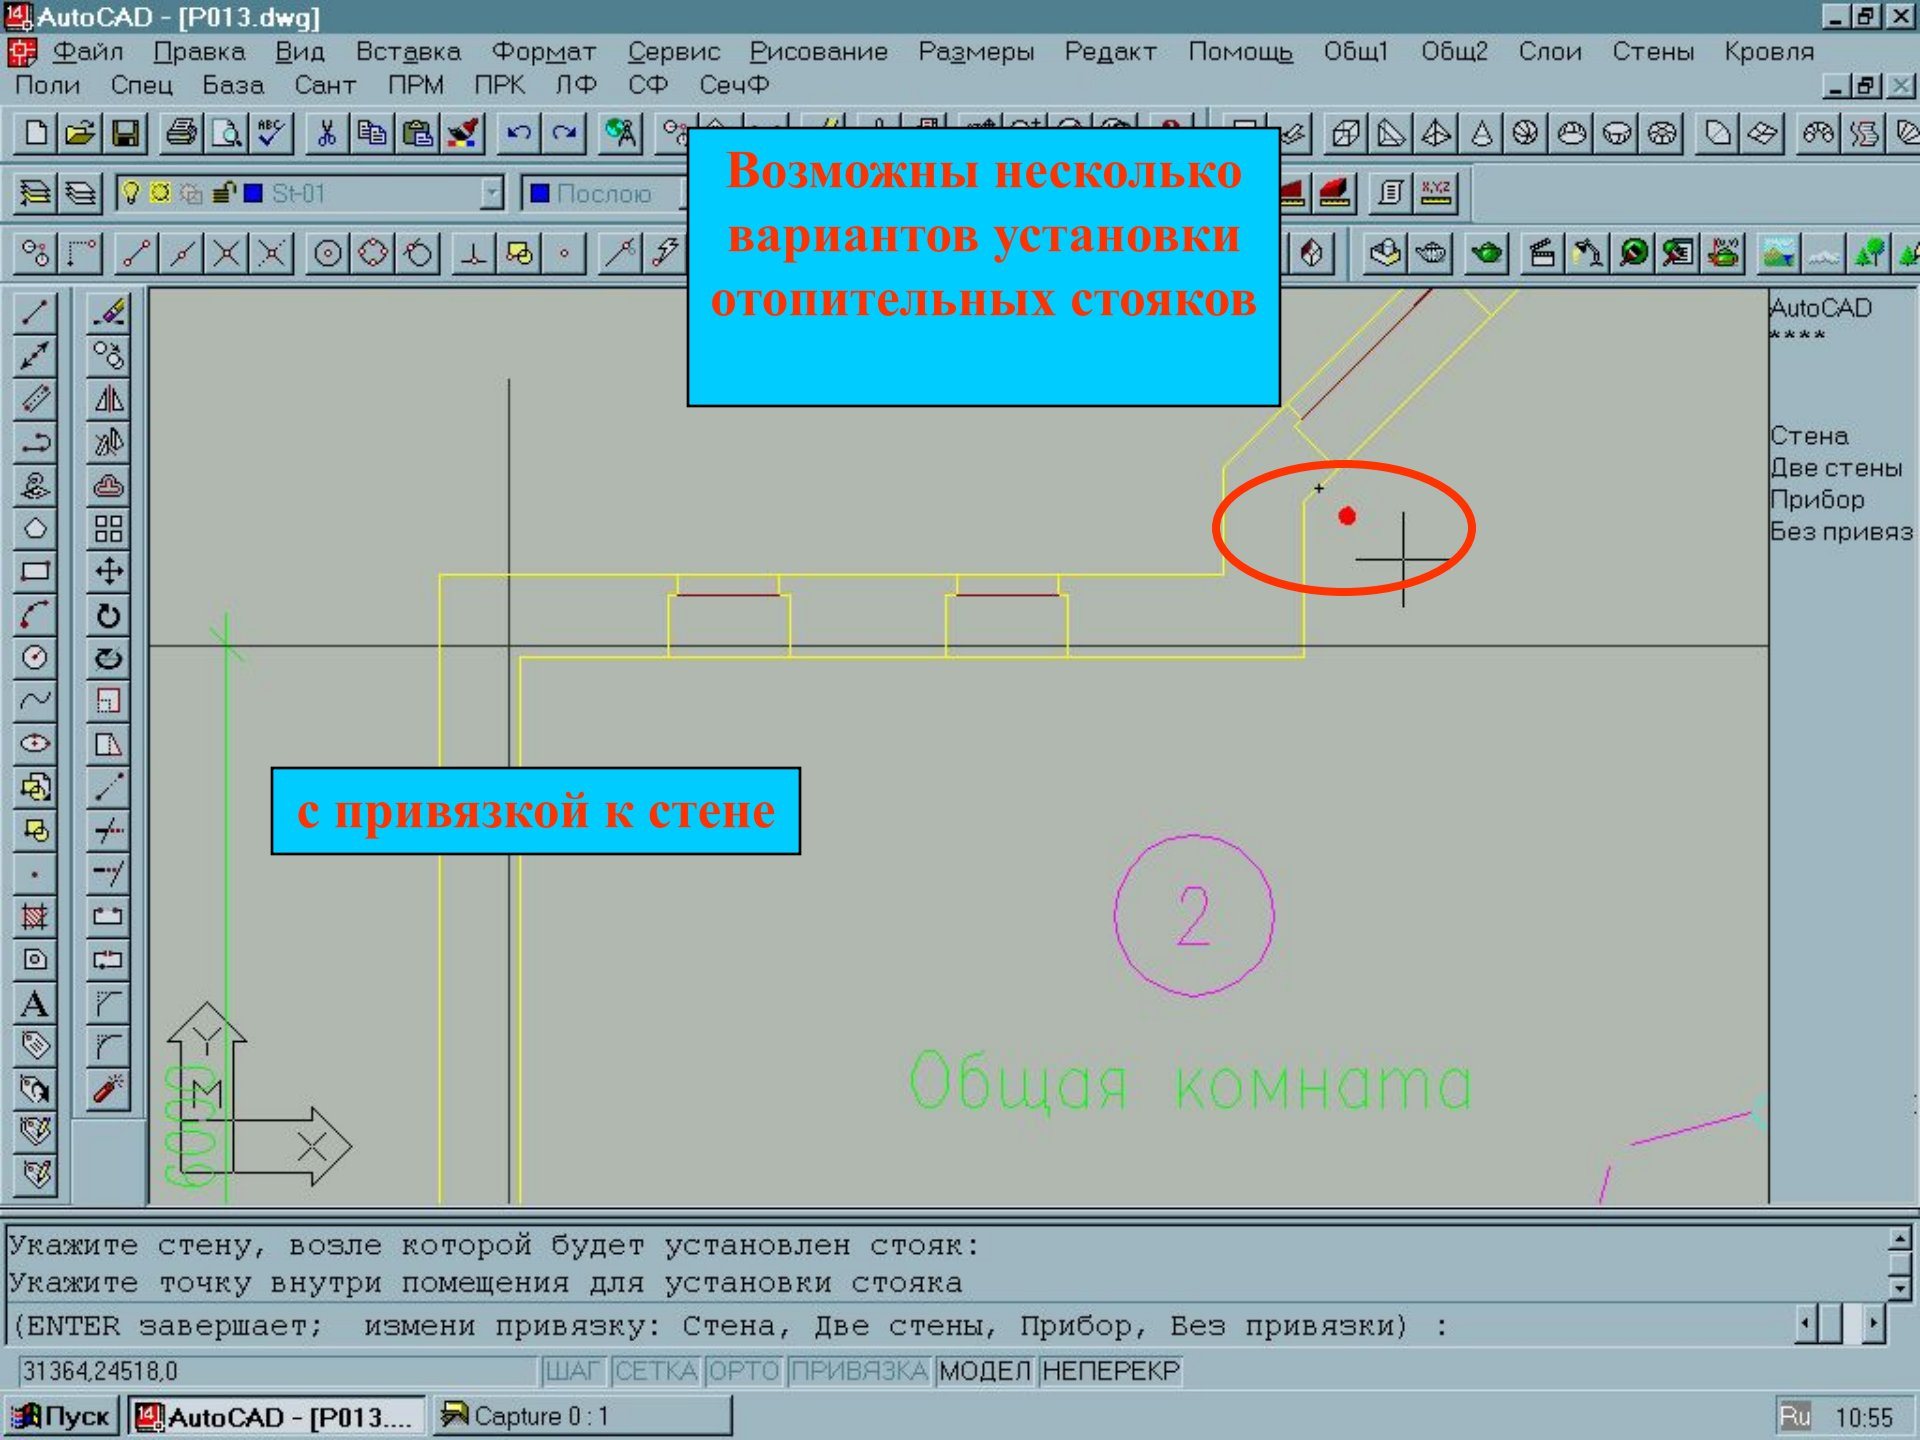 AutoCAD - [P013.dwg]
Файл Правка Вид Вставка Формат Сервис Рисование Размеры Редакт Помощь Общ1 Общ2 Слои Стены Кровля
Поли Спец База Сант ПРМ ПРК ЛФ СФ СечФ
St-01
Послою
Возможны несколько
вариантов установки
отопительных стояков
AutoCAD
* * * *
Стена
Две стены
Прибор
Без привяз
с привязкой к стене
2
Общая комната
6000
Y
M
X
Укажите стену, возле которой будет установлен стояк:
Укажите точку внутри помещения для установки стояка
(ENTER завершает; измени привязку: Стена, Две стены, Прибор, Без привязки) :
31364,24518,0 ШАГ СЕТКА ОРТО ПРИВЯЗКА МОДЕЛ НЕПЕРЕКР
Пуск AutoCAD - [P013.... Capture 0 : 1 Ru 10:55